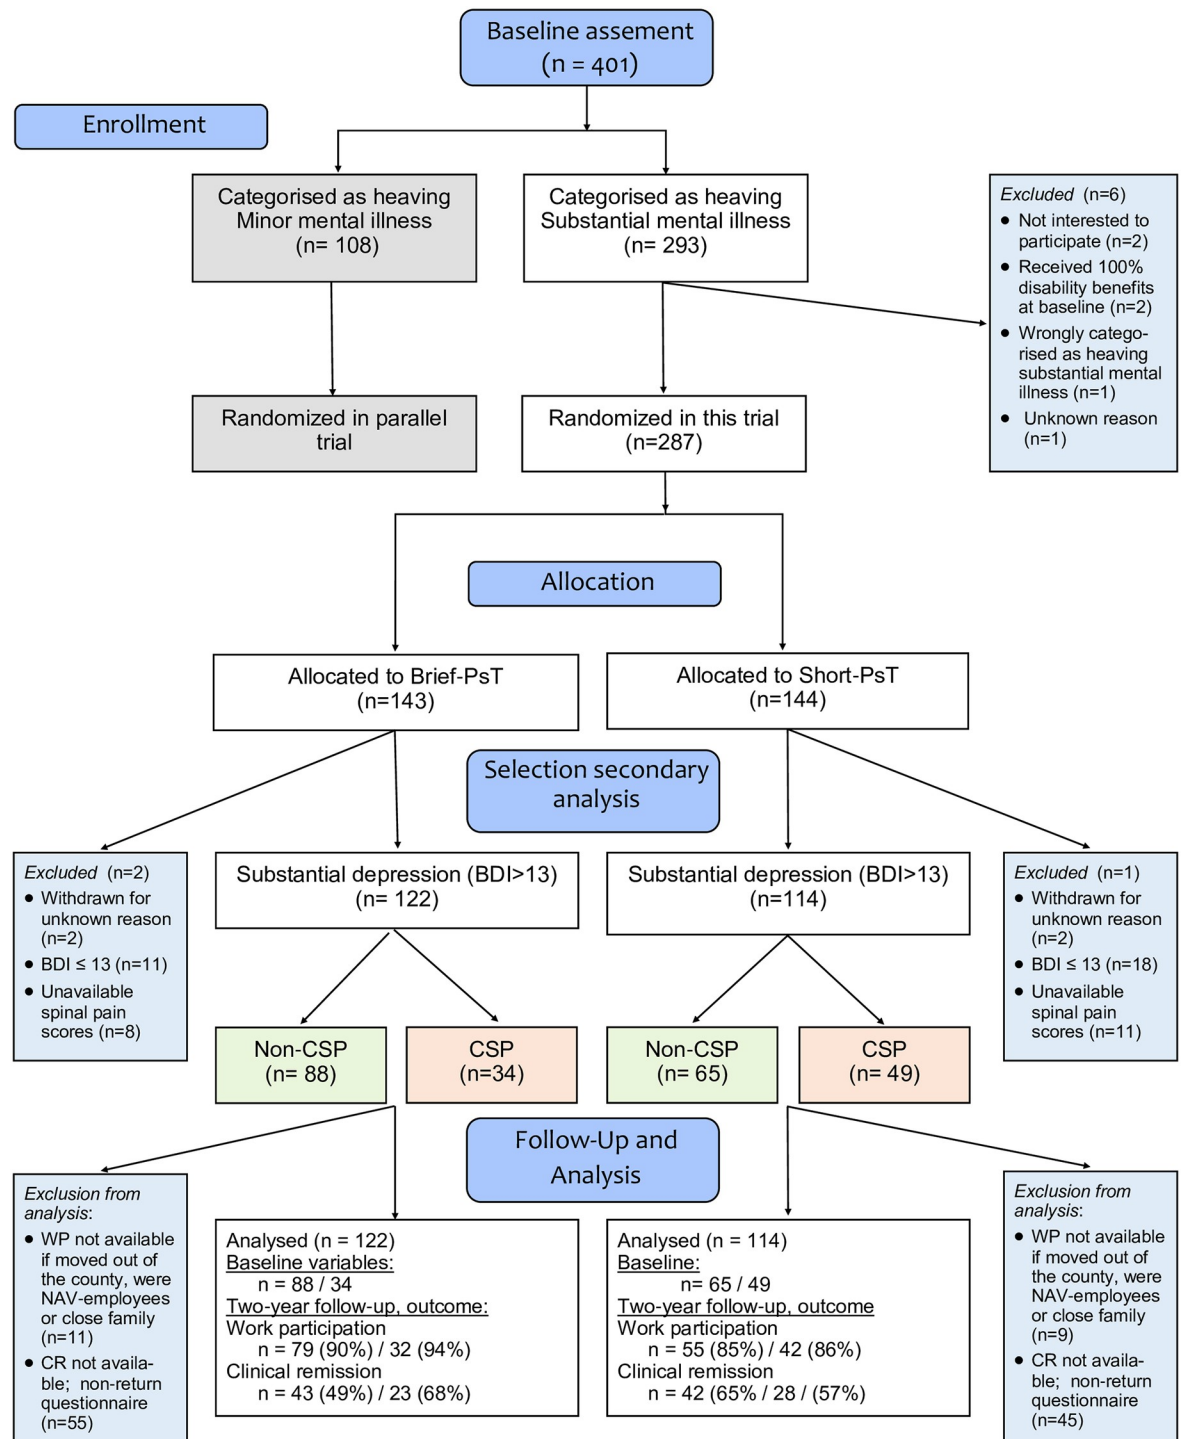 Baseline assement
(n = 401)
Enrollment
Categorised as heaving
Minor mental illness
(n= 108)
Categorised as heaving
Substantial mental illness
(n= 293)
Excluded (n=6)
● Not interested to
participate (n=2)
● Received 100%
disability benefits
at baseline (n=2)
● Wrongly catego-
rised as heaving
substantial mental
illness (n=1)
● Unknown reason
(n=1)
Randomized in parallel
trial
Randomized in this trial
(n=287)
Allocation
Allocated to Brief-PsT
(n=143)
Allocated to Short-PsT
(n=144)
Selection secondary
analysis
Excluded (n=2)
● Withdrawn for
unknown reason
(n=2)
● BDI ≤ 13 (n=11)
● Unavailable
spinal pain
scores (n=8)
Substantial depression (BDI>13)
(n= 122)
Substantial depression (BDI>13)
(n=114)
Excluded (n=1)
● Withdrawn for
unknown reason
(n=2)
● BDI ≤ 13 (n=18)
● Unavailable
spinal pain
scores (n=11)
Non-CSP
(n= 88)
CSP
(n=34)
Non-CSP
(n= 65)
CSP
(n= 49)
Follow-Up and
Analysis
Exclusion from
analysis:
● WP not available
if moved out of
the county, were
NAV-employees
or close family
(n=11)
● CR not availa-
ble; non-return
questionnaire
(n=55)
Analysed (n = 122)
Baseline variables:
n = 88 / 34
Two-year follow-up, outcome:
Work participation
n = 79 (90%) / 32 (94%)
Clinical remission
n = 43 (49%) / 23 (68%)
Analysed (n = 114)
Baseline:
n= 65 / 49
Two-year follow-up, outcome
Work participation
n = 55 (85%) / 42 (86%)
Clinical remission
n = 42 (65% / 28 / (57%)
Exclusion from
analysis:
● WP not available
if moved out of
the county, were
NAV-employees
or close family
(n=9)
● CR not availa-
ble; non-return
questionnaire
(n=45)